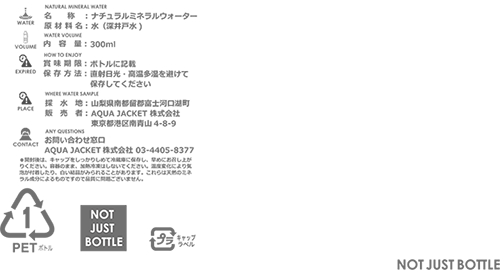 NATURAL MINERAL WATER
名　称：ナチュラルミネラルウォーター
原材料名：水（深井戸水）
WATER
WATER VOLUME
内容量：300ml
VOLUME
HOW TO ENJOY
賞味期限：ボトルに記載
保存方法：直射日光・高温多湿を避けて
保存してください
EXPIRED
WHERE WATER SAMPLE
採水地：山梨県南都留郡富士河口湖町
販売者：AQUA JACKET 株式会社
東京都港区南青山 4-8-9
PLACE
ANY QUESTIONS
お問い合わせ窓口
AQUA JACKET 株式会社 03-4405-8377
CONTACT
※開封後は、キャップをしっかりしめて冷蔵庫に保存し、早めにお召し上が
りください。容器のまま、加熱冷凍はしないでください。温度変化により気
泡が付着したり、白い結晶がみられることがあります。これらは天然のミネ
ラル成分によるものですので品質に問題ございません。
1
PET ボトル
NOT
JUST
BOTTLE
プラ
キャップ
ラベル
NOT JUST BOTTLE